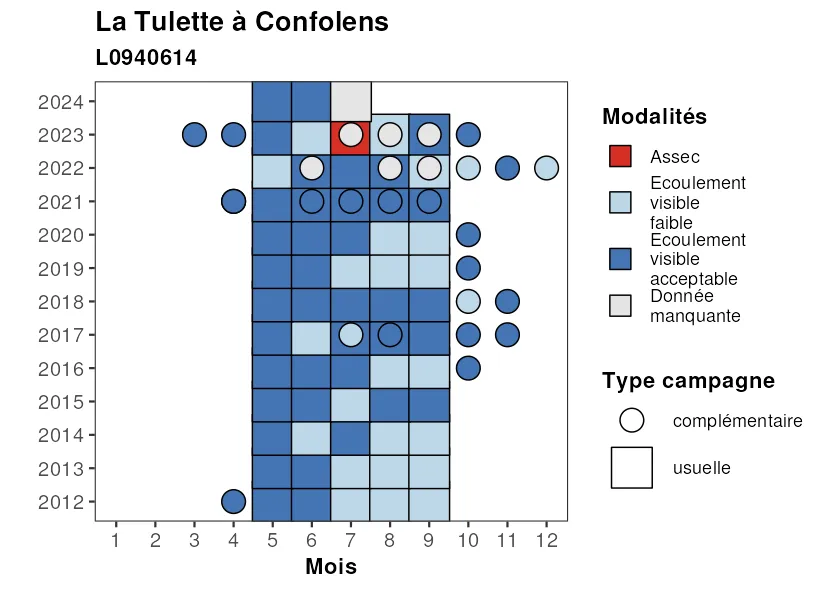 La Tulette à Confolens
L0940614
2024
2023
2022
2021
2020
2019
2018
2017
2016
2015
2014
2013
2012
1 2 3 4 5 6 7 8 9 10 11 12
Mois
Modalités
Assec
Ecoulement
visible
faible
Ecoulement
visible
acceptable
Donnée
manquante
Type campagne
complémentaire
usuelle